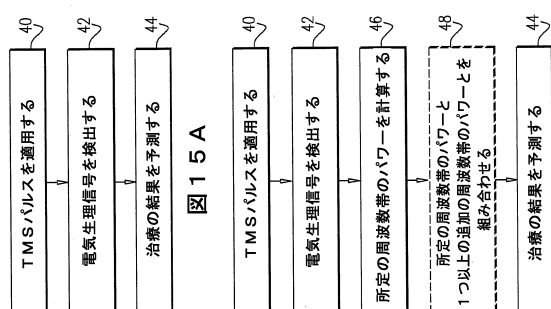 40
TMSパルスを適用する
42
電気生理信号を検出する
44
治療の結果を予測する
図15A
40
TMSパルスを適用する
42
電気生理信号を検出する
46
所定の周波数帯のパワーを計算する
48
所定の周波数帯のパワーと
1つ以上の追加の周波数帯のパワーとを
組み合わせる
44
治療の結果を予測する